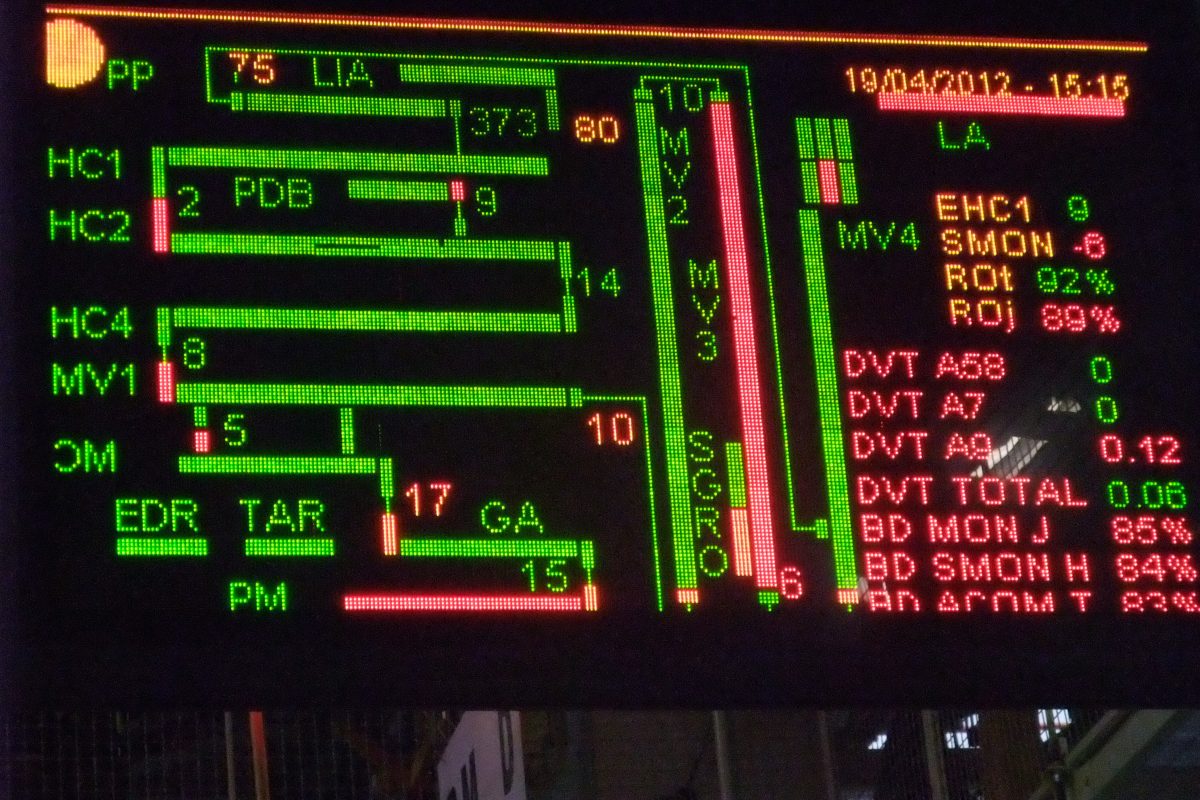 PP
75 LIA
373
80
HC1
HC2
2
PDB
9
14
HC4
8
MV1
10
5
ƆM
17
EDR TAR GA
15
PM
10
MV2
MV3
SGRO
6
19/04/2012 - 15:15
LA
MV4
EHC1 9
SMON -6
ROt 92%
ROj 89%
DVT A58 0
DVT A7 0
DVT A9 0.12
DVT TOTAL 0.06
BD MON J 85%
BD SMON H 84%
BD ACOM T 83%